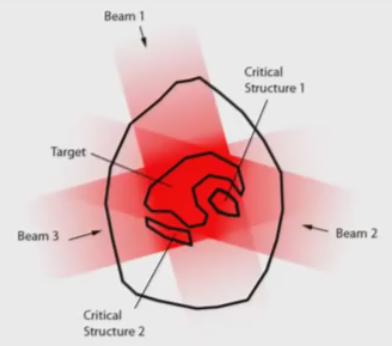 Beam 1
Critical
Structure 1
Target
Beam 3
Beam 2
Critical
Structure 2